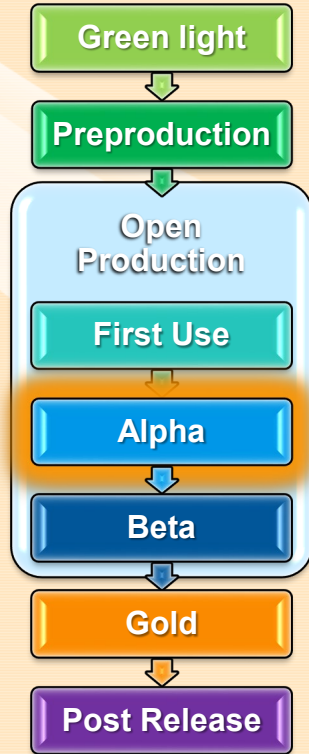 Green light
Preproduction
Open
Production
First Use
Alpha
Beta
Gold
Post Release